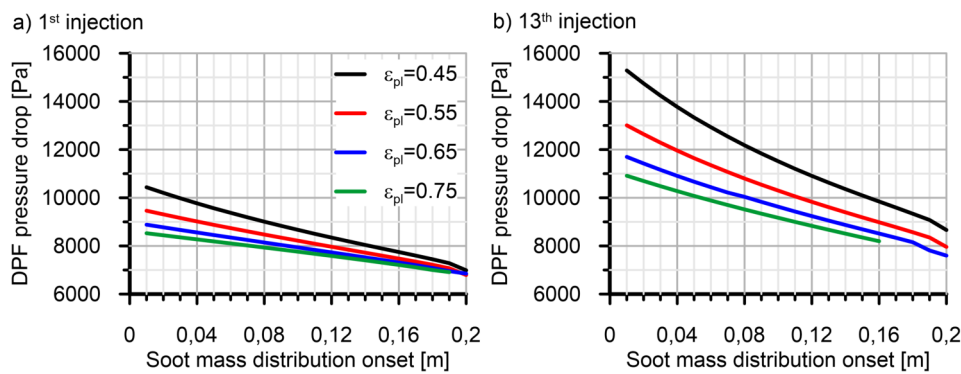 a) 1st injection
DPF pressure drop [Pa]
16000
14000
12000
10000
8000
6000
εpl=0.45
εpl=0.55
εpl=0.65
εpl=0.75
0
0,04
0,08
0,12
0,16
0,2
Soot mass distribution onset [m]
b) 13th injection
DPF pressure drop [Pa]
16000
14000
12000
10000
8000
6000
0
0,04
0,08
0,12
0,16
0,2
Soot mass distribution onset [m]